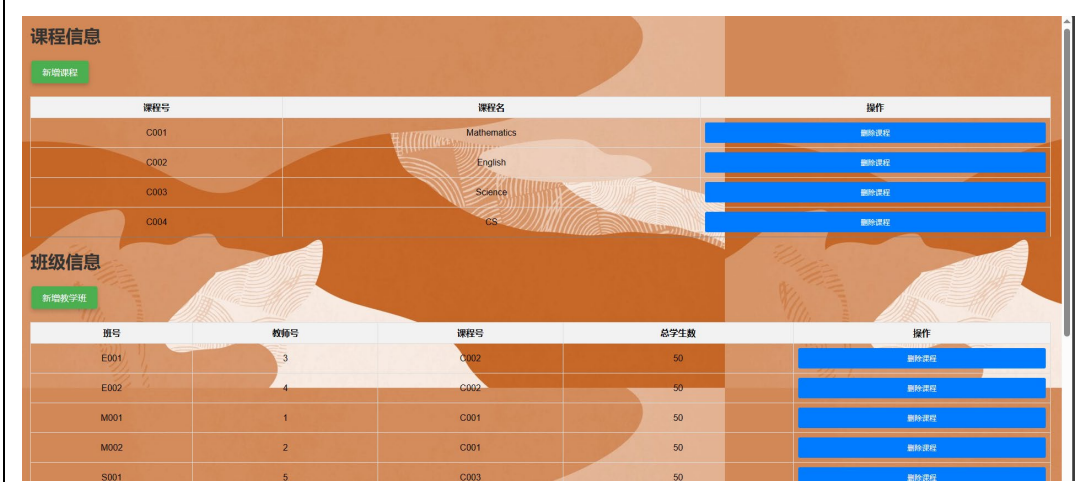 课程信息
新增课程
课程号 课程名 操作
C001 Mathematics 删除课程
C002 English 删除课程
C003 Science 删除课程
C004 CS 删除课程
班级信息
新增教学班
班号 教师号 课程号 总学生数 操作
E001 3 C002 50 删除课程
E002 4 C002 50 删除课程
M001 1 C001 50 删除课程
M002 2 C001 50 删除课程
S001 5 C003 50 删除课程